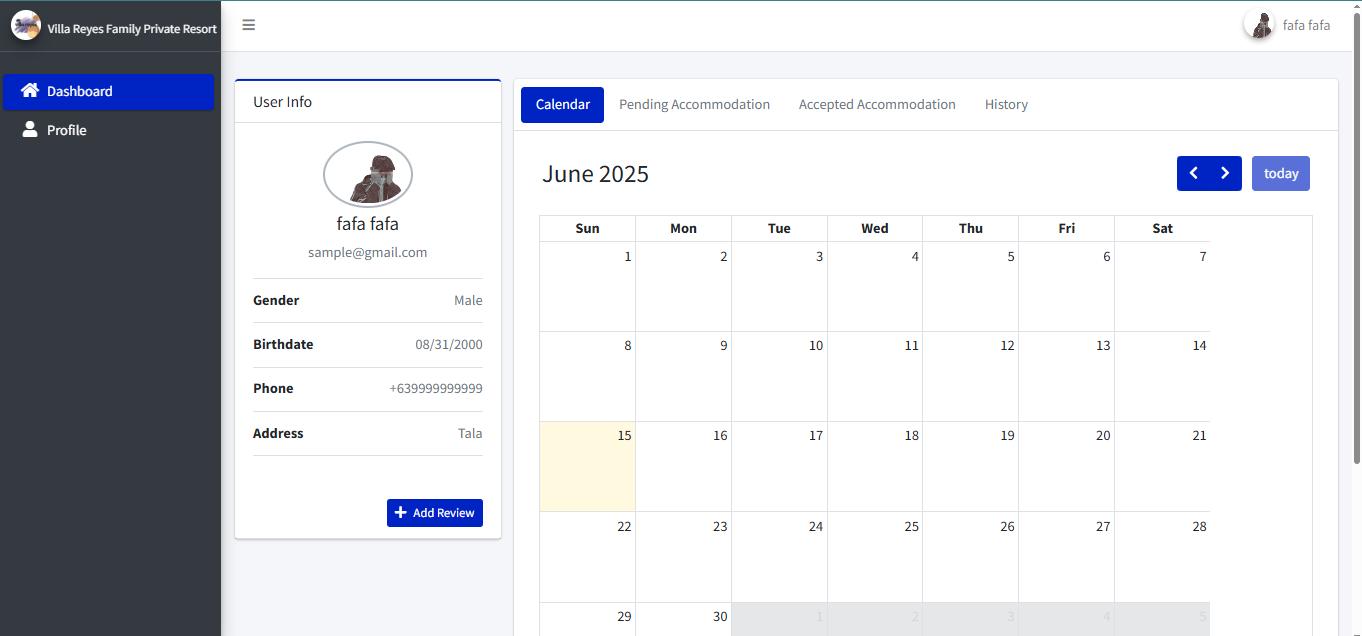 Villa Reyes Family Private Resort
fafa fafa
Dashboard
Profile
User Info
fafa fafa
sample@gmail.com
Gender Male
Birthdate 08/31/2000
Phone +639999999999
Address Tala
Add Review
Calendar Pending Accommodation Accepted Accommodation History
June 2025
today
Sun Mon Tue Wed Thu Fri Sat
1 2 3 4 5 6 7
8 9 10 11 12 13 14
15 16 17 18 19 20 21
22 23 24 25 26 27 28
29 30 1 2 3 4 5